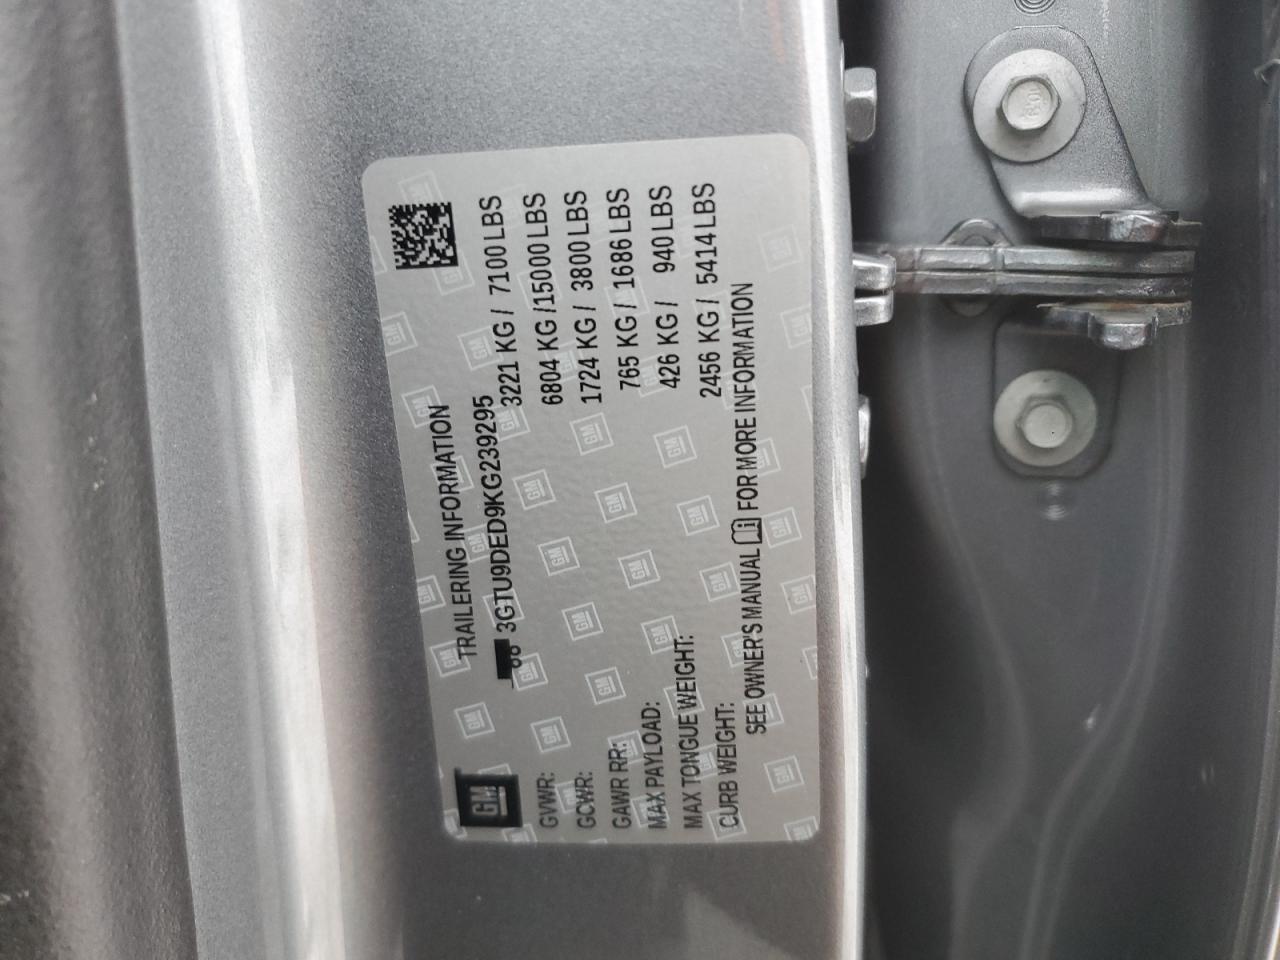 GM
TRAILERING INFORMATION
3GTU9DED9KG239295
GVWR: 3221 KG / 7100 LBS
GCWR: 6804 KG /15000 LBS
GAWR RR: 1724 KG / 3800 LBS
MAX PAYLOAD: 765 KG / 1686 LBS
MAX TONGUE WEIGHT: 426 KG / 940 LBS
CURB WEIGHT: 2456 KG / 5414 LBS
SEE OWNER'S MANUAL FOR MORE INFORMATION